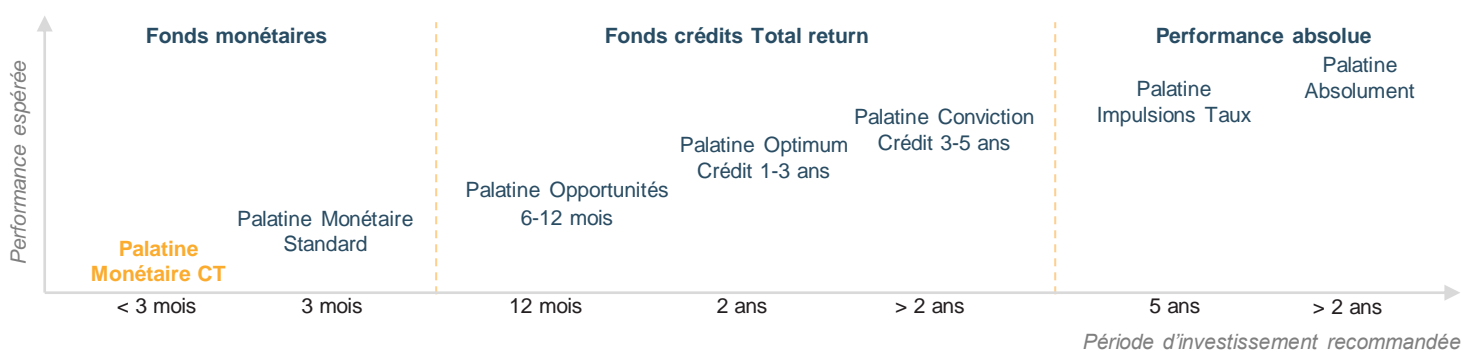 Fonds monétaires
Fonds crédits Total return
Performance absolue
Performance espérée
Palatine
Monétaire CT
Palatine Monétaire
Standard
Palatine Opportunités
6-12 mois
Palatine Optimum
Crédit 1-3 ans
Palatine Conviction
Crédit 3-5 ans
Palatine
Impulsions Taux
Palatine
Absolument
< 3 mois
3 mois
12 mois
2 ans
> 2 ans
5 ans
> 2 ans
Période d'investissement recommandée